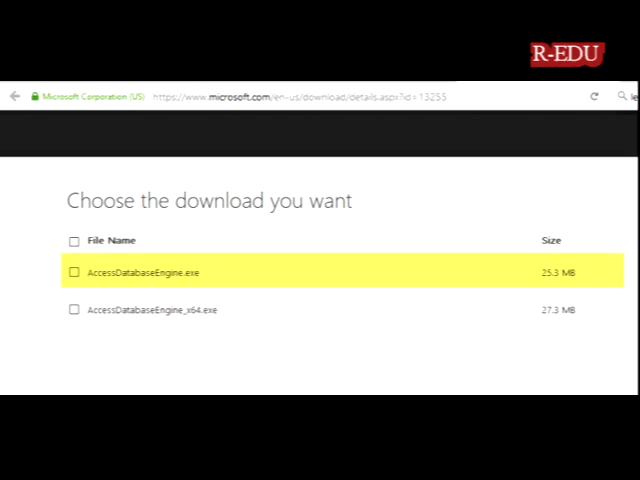 R-EDU
Microsoft Corporation (US) https://www.microsoft.com/en-us/download/details.aspx?id=13255 le
Choose the download you want
File Name Size
AccessDatabaseEngine.exe 25.3 MB
AccessDatabaseEngine_x64.exe 27.3 MB